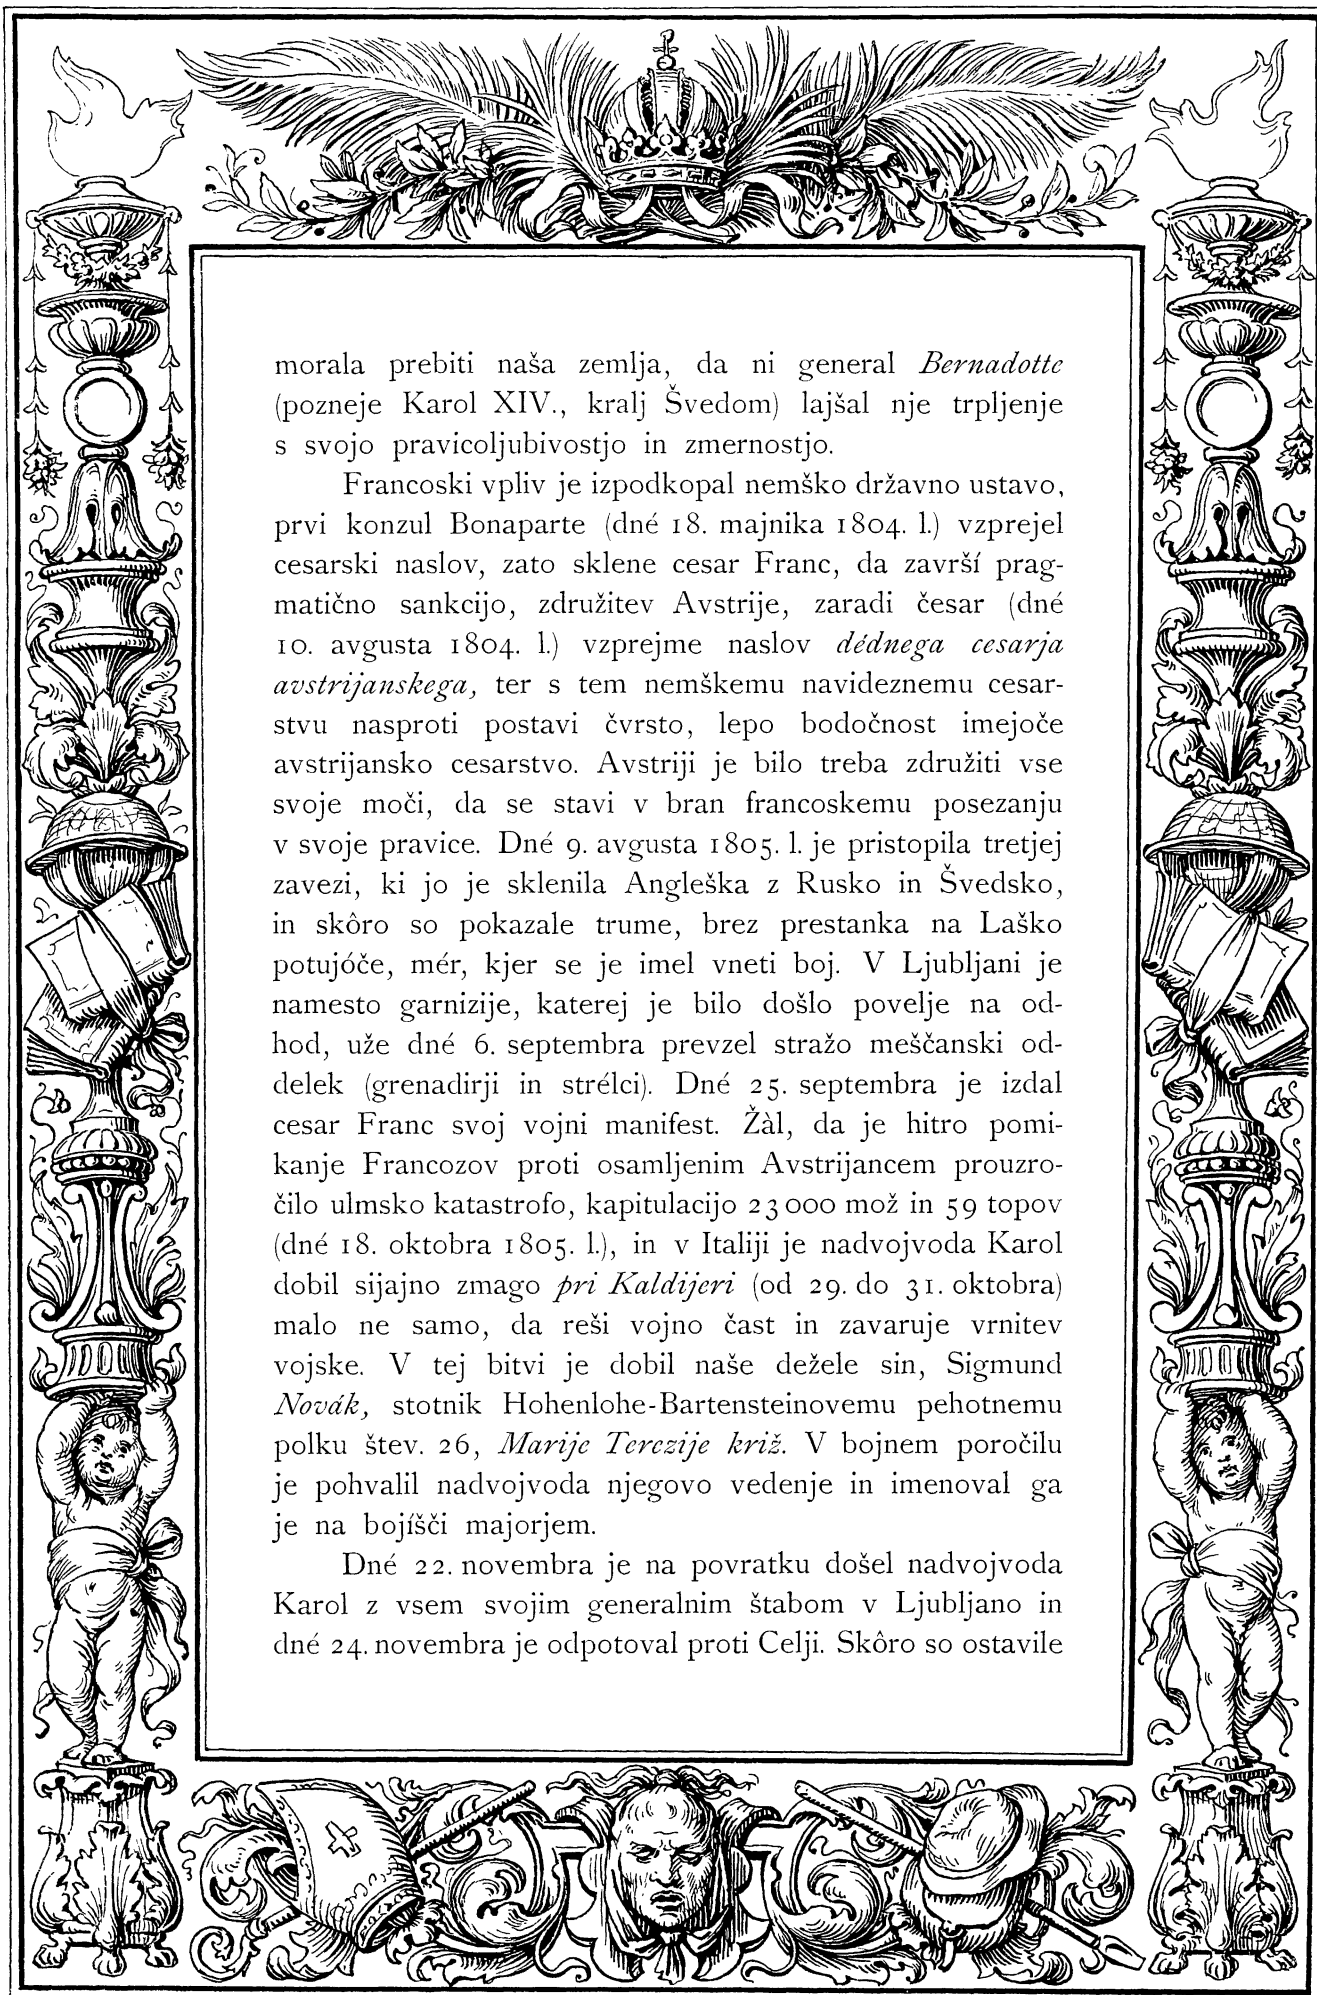 morala prebiti naša zemlja, da ni general Bernadotte
(pozneje Karol XIV., kralj Švedom) lajšal nje trpljenje
s svojo pravicoljubivostjo in zmernostjo.
Francoski vpliv je izpodkopal nemško državno ustavo,
prvi konzul Bonaparte (dné 18. majnika 1804. l.) vzprejel
cesarski naslov, zato sklene cesar Franc, da završí prag-
matično sankcijo, združitev Avstrije, zaradi česar (dné
10. avgusta 1804. l.) vzprejme naslov dédnega cesarja
avstrijanskega, ter s tem nemškemu navideznemu cesar-
stvu nasproti postavi čvrsto, lepo bodočnost imejoče
avstrijansko cesarstvo. Avstriji je bilo treba združiti vse
svoje moči, da se stavi v bran francoskemu posezanju
v svoje pravice. Dné 9. avgusta 1805. l. je pristopila tretjej
zavezi, ki jo je sklenila Angleška z Rusko in Švedsko,
in skôro so pokazale trume, brez prestanka na Laško
potujóče, mér, kjer se je imel vneti boj. V Ljubljani je
namesto garnizije, katerej je bilo došlo povelje na od-
hod, uže dné 6. septembra prevzel stražo meščanski od-
delek (grenadirji in strélci). Dné 25. septembra je izdal
cesar Franc svoj vojni manifest. Žàl, da je hitro pomi-
kanje Francozov proti osamljenim Avstrijancem prouzro-
čilo ulmsko katastrofo, kapitulacijo 23 000 mož in 59 topov
(dné 18. oktobra 1805. l.), in v Italiji je nadvojvoda Karol
dobil sijajno zmago pri Kaldijeri (od 29. do 31. oktobra)
malo ne samo, da reši vojno čast in zavaruje vrnitev
vojske. V tej bitvi je dobil naše dežele sin, Sigmund
Novák, stotnik Hohenlohe-Bartensteinovemu pehotnemu
polku štev. 26, Marije Terezije križ. V bojnem poročilu
je pohvalil nadvojvoda njegovo vedenje in imenoval ga
je na bojíšči majorjem.
Dné 22. novembra je na povratku došel nadvojvoda
Karol z vsem svojim generalnim štabom v Ljubljano in
dné 24. novembra je odpotoval proti Celji. Skôro so ostavile